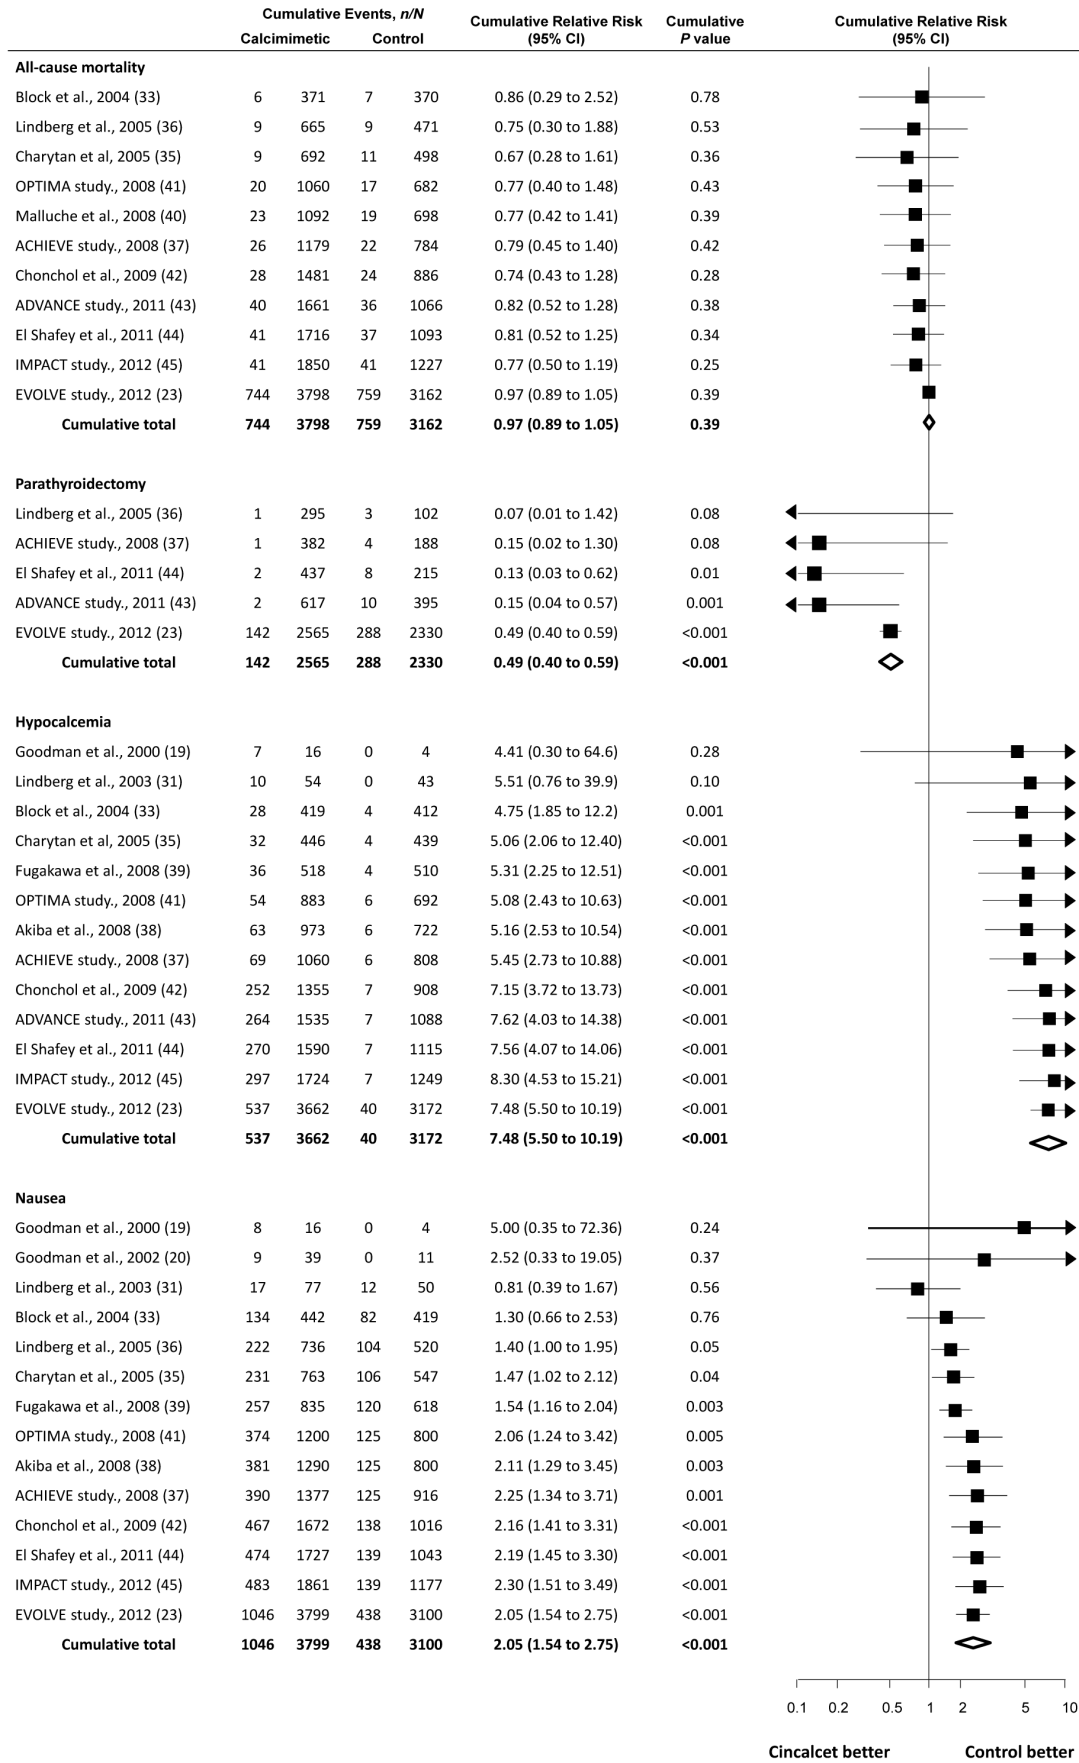 Cumulative Events, n/N Cumulative Relative Risk Cumulative Cumulative Relative Risk
Calcimimetic Control (95% CI) P value (95% CI)
All-cause mortality
Block et al., 2004 (33) 6 371 7 370 0.86 (0.29 to 2.52) 0.78
Lindberg et al., 2005 (36) 9 665 9 471 0.75 (0.30 to 1.88) 0.53
Charytan et al, 2005 (35) 9 692 11 498 0.67 (0.28 to 1.61) 0.36
OPTIMA study., 2008 (41) 20 1060 17 682 0.77 (0.40 to 1.48) 0.43
Malluche et al., 2008 (40) 23 1092 19 698 0.77 (0.42 to 1.41) 0.39
ACHIEVE study., 2008 (37) 26 1179 22 784 0.79 (0.45 to 1.40) 0.42
Chonchol et al., 2009 (42) 28 1481 24 886 0.74 (0.43 to 1.28) 0.28
ADVANCE study., 2011 (43) 40 1661 36 1066 0.82 (0.52 to 1.28) 0.38
El Shafey et al., 2011 (44) 41 1716 37 1093 0.81 (0.52 to 1.25) 0.34
IMPACT study., 2012 (45) 41 1850 41 1227 0.77 (0.50 to 1.19) 0.25
EVOLVE study., 2012 (23) 744 3798 759 3162 0.97 (0.89 to 1.05) 0.39
Cumulative total 744 3798 759 3162 0.97 (0.89 to 1.05) 0.39
Parathyroidectomy
Lindberg et al., 2005 (36) 1 295 3 102 0.07 (0.01 to 1.42) 0.08
ACHIEVE study., 2008 (37) 1 382 4 188 0.15 (0.02 to 1.30) 0.08
El Shafey et al., 2011 (44) 2 437 8 215 0.13 (0.03 to 0.62) 0.01
ADVANCE study., 2011 (43) 2 617 10 395 0.15 (0.04 to 0.57) 0.001
EVOLVE study., 2012 (23) 142 2565 288 2330 0.49 (0.40 to 0.59) <0.001
Cumulative total 142 2565 288 2330 0.49 (0.40 to 0.59) <0.001
Hypocalcemia
Goodman et al., 2000 (19) 7 16 0 4 4.41 (0.30 to 64.6) 0.28
Lindberg et al., 2003 (31) 10 54 0 43 5.51 (0.76 to 39.9) 0.10
Block et al., 2004 (33) 28 419 4 412 4.75 (1.85 to 12.2) 0.001
Charytan et al, 2005 (35) 32 446 4 439 5.06 (2.06 to 12.40) <0.001
Fugakawa et al., 2008 (39) 36 518 4 510 5.31 (2.25 to 12.51) <0.001
OPTIMA study., 2008 (41) 54 883 6 692 5.08 (2.43 to 10.63) <0.001
Akiba et al., 2008 (38) 63 973 6 722 5.16 (2.53 to 10.54) <0.001
ACHIEVE study., 2008 (37) 69 1060 6 808 5.45 (2.73 to 10.88) <0.001
Chonchol et al., 2009 (42) 252 1355 7 908 7.15 (3.72 to 13.73) <0.001
ADVANCE study., 2011 (43) 264 1535 7 1088 7.62 (4.03 to 14.38) <0.001
El Shafey et al., 2011 (44) 270 1590 7 1115 7.56 (4.07 to 14.06) <0.001
IMPACT study., 2012 (45) 297 1724 7 1249 8.30 (4.53 to 15.21) <0.001
EVOLVE study., 2012 (23) 537 3662 40 3172 7.48 (5.50 to 10.19) <0.001
Cumulative total 537 3662 40 3172 7.48 (5.50 to 10.19) <0.001
Nausea
Goodman et al., 2000 (19) 8 16 0 4 5.00 (0.35 to 72.36) 0.24
Goodman et al., 2002 (20) 9 39 0 11 2.52 (0.33 to 19.05) 0.37
Lindberg et al., 2003 (31) 17 77 12 50 0.81 (0.39 to 1.67) 0.56
Block et al., 2004 (33) 134 442 82 419 1.30 (0.66 to 2.53) 0.76
Lindberg et al., 2005 (36) 222 736 104 520 1.40 (1.00 to 1.95) 0.05
Charytan et al., 2005 (35) 231 763 106 547 1.47 (1.02 to 2.12) 0.04
Fugakawa et al., 2008 (39) 257 835 120 618 1.54 (1.16 to 2.04) 0.003
OPTIMA study., 2008 (41) 374 1200 125 800 2.06 (1.24 to 3.42) 0.005
Akiba et al., 2008 (38) 381 1290 125 800 2.11 (1.29 to 3.45) 0.003
ACHIEVE study., 2008 (37) 390 1377 125 916 2.25 (1.34 to 3.71) 0.001
Chonchol et al., 2009 (42) 467 1672 138 1016 2.16 (1.41 to 3.31) <0.001
El Shafey et al., 2011 (44) 474 1727 139 1043 2.19 (1.45 to 3.30) <0.001
IMPACT study., 2012 (45) 483 1861 139 1177 2.30 (1.51 to 3.49) <0.001
EVOLVE study., 2012 (23) 1046 3799 438 3100 2.05 (1.54 to 2.75) <0.001
Cumulative total 1046 3799 438 3100 2.05 (1.54 to 2.75) <0.001
0.1 0.2 0.5 1 2 5 10
Cincalcet better Control better